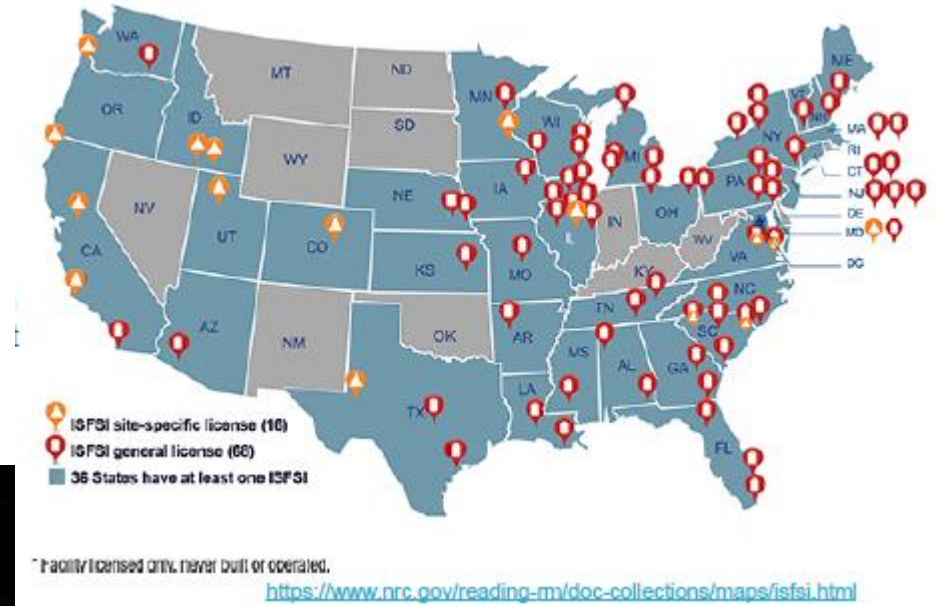 WA
MT
ND
MN
ME
OR
ID
SD
WI
VT
NH
MA
WY
MI
NY
RI
CT
NV
NE
IA
PA
NJ
UT
CO
IL
IN
OH
DE
MD
CA
KS
MO
KY
WV
VA
DC
AZ
NM
OK
AR
TN
NC
SC
TX
LA
MS
AL
GA
FL
ISFSI site-specific license (16)
ISFSI general license (68)
36 States have at least one ISFSI
* Facility licensed only, never built or operated.
https://www.nrc.gov/reading-rm/doc-collections/maps/isfsi.html